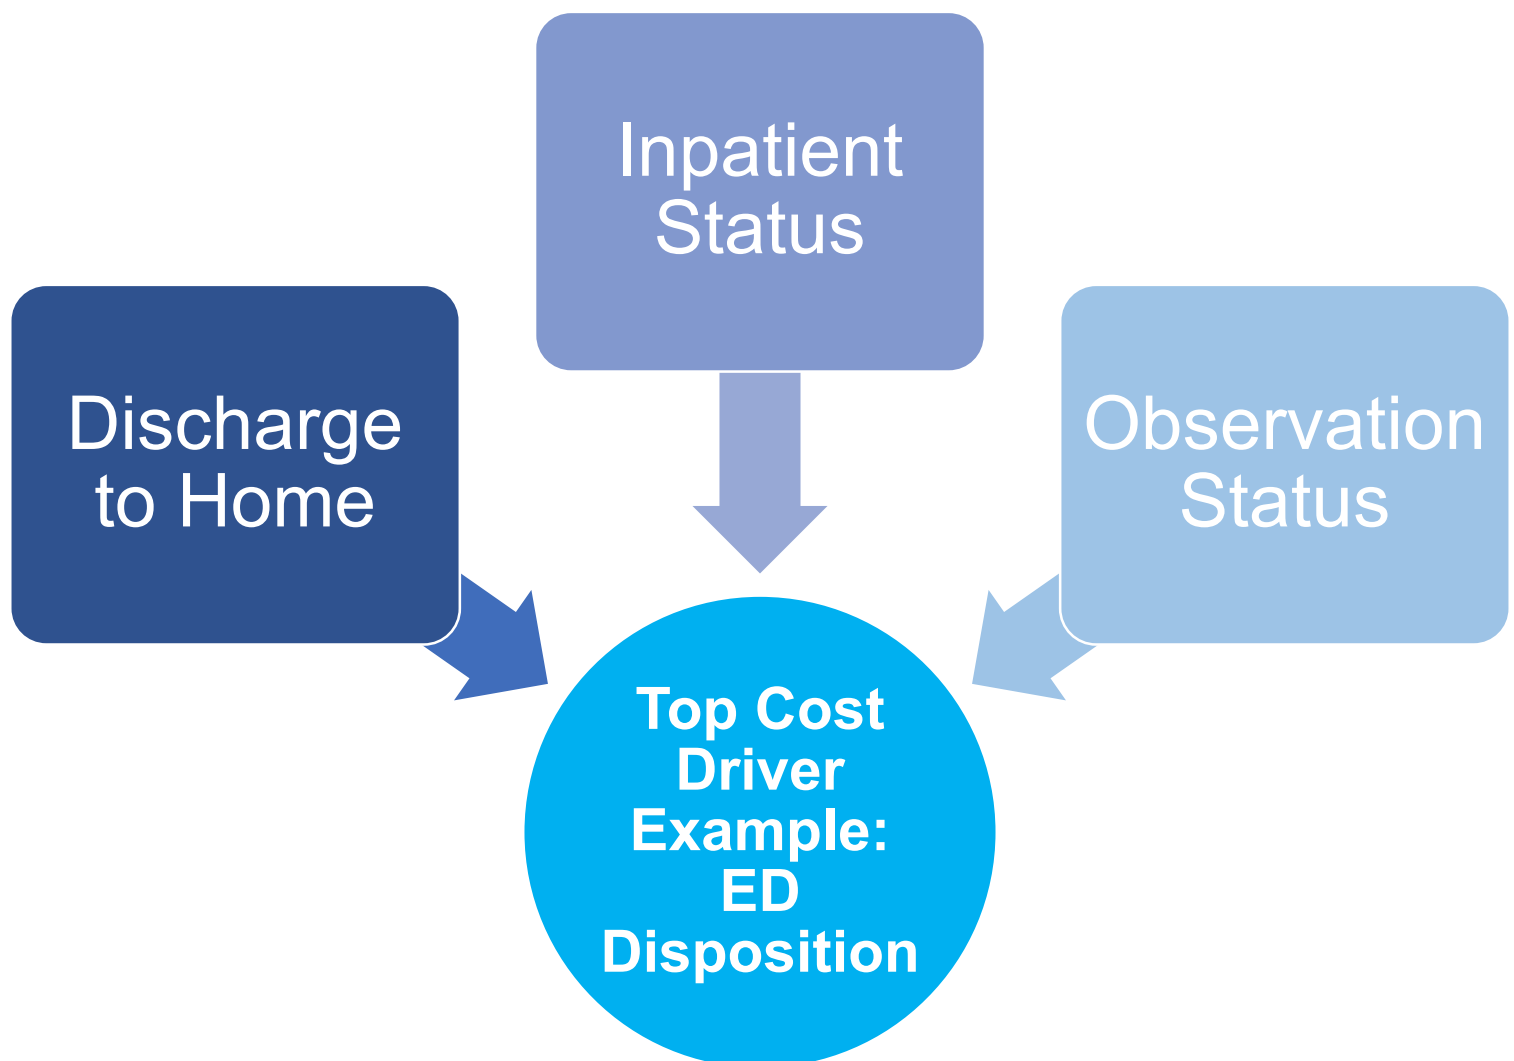 Inpatient
Status
Discharge
to Home
Observation
Status
Top Cost
Driver
Example:
ED
Disposition